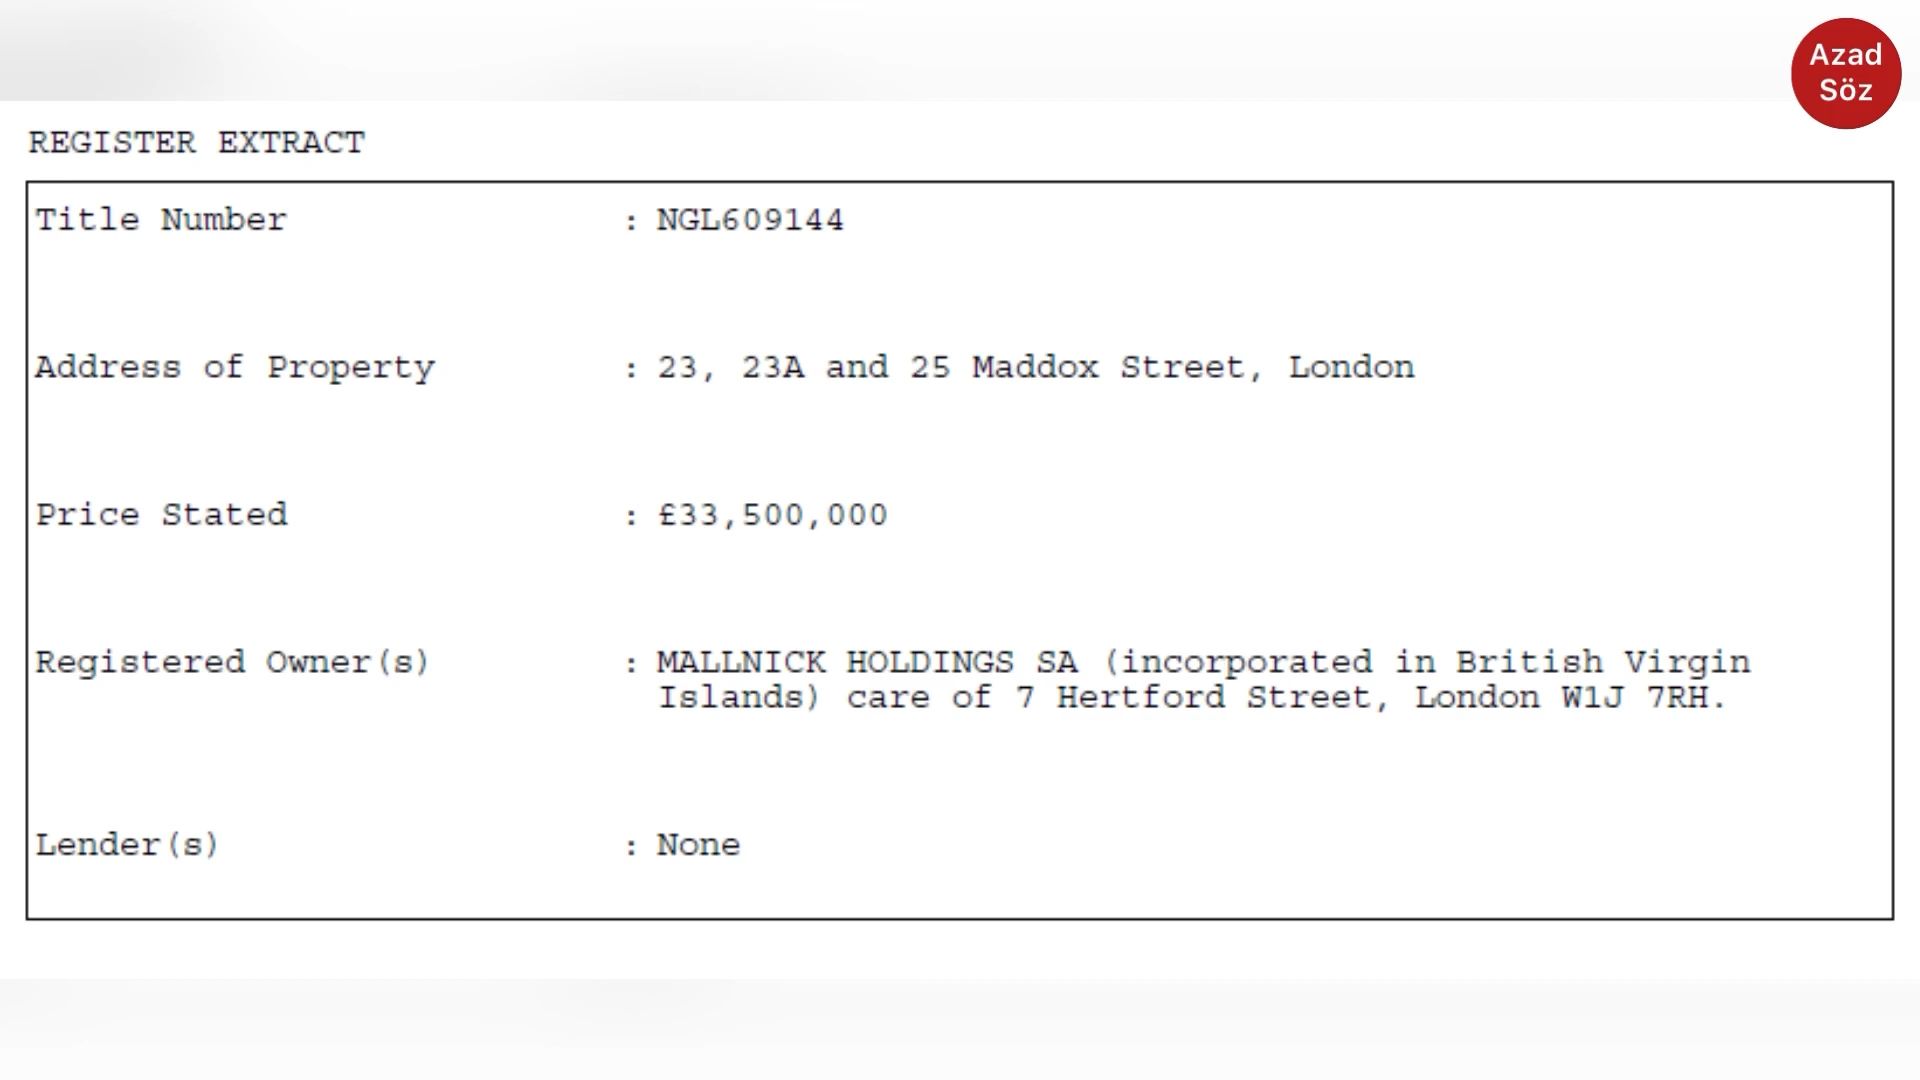 Azad
Söz
REGISTER EXTRACT
Title Number : NGL609144
Address of Property : 23, 23A and 25 Maddox Street, London
Price Stated : £33,500,000
Registered Owner(s) : MALLNICK HOLDINGS SA (incorporated in British Virgin
Islands) care of 7 Hertford Street, London W1J 7RH.
Lender(s) : None